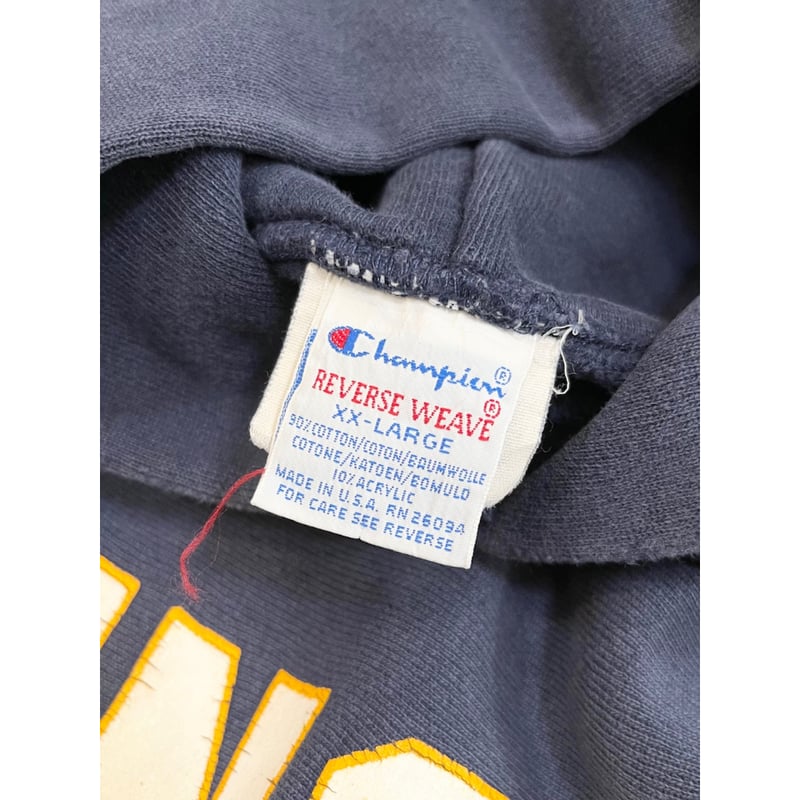 Champion®
REVERSE WEAVE®
XX-LARGE
90%COTTON/COTON/BAUMWOLLE
COTONE/KATOEN/BOMULD
10% ACRYLIC
MADE IN U.S.A. RN 26094
FOR CARE SEE REVERSE